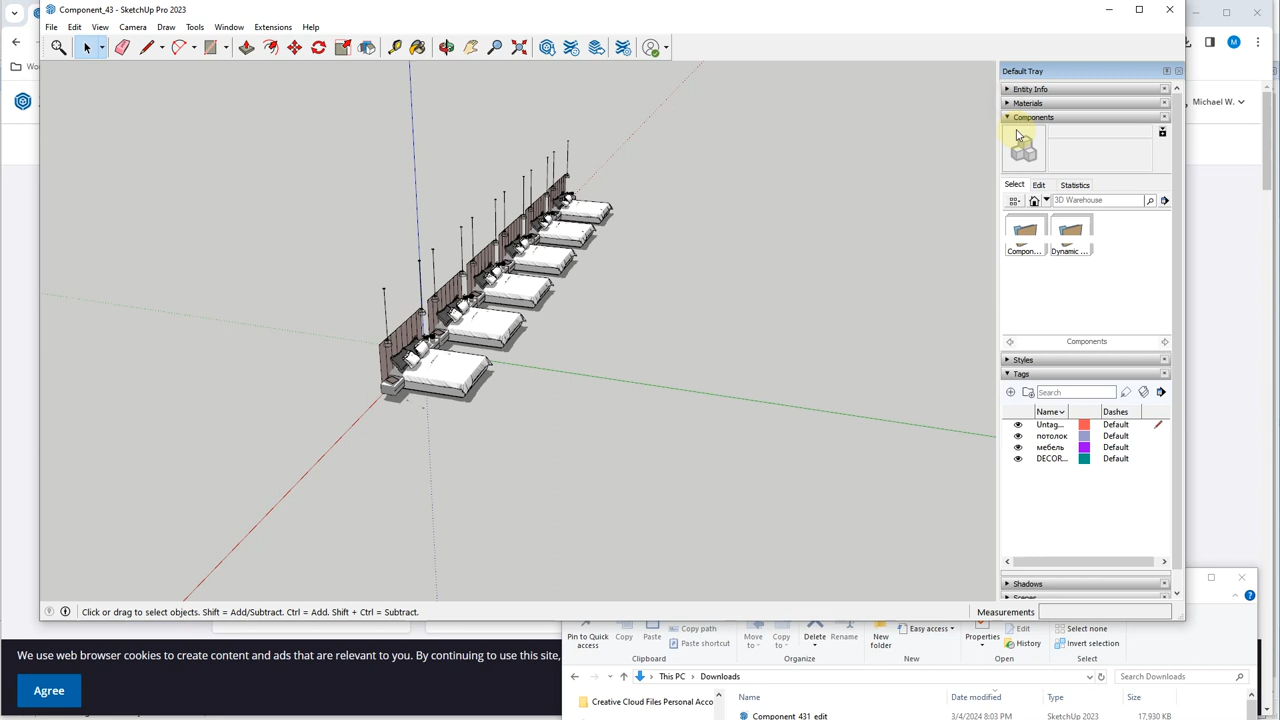 Component_43 - SketchUp Pro 2023
File Edit View Camera Draw Tools Window Extensions Help
M
Michael W.
Default Tray
Entity Info
Materials
Components
Select Edit Statistics
3D Warehouse
Compon... Dynamic ...
Components
Styles
Tags
Search
Name Dashes
Untag... Default
потолок Default
мебель Default
DECOR... Default
Shadows
Click or drag to select objects. Shift = Add/Subtract. Ctrl = Add. Shift + Ctrl = Subtract.
Measurements
We use web browser cookies to create content and ads that are relevant to you. By continuing to use this site,
Agree
Pin to Quick access Copy Paste Copy path Paste shortcut Move to Copy to Delete Rename New folder Easy access Properties Edit History Select none Invert selection
Clipboard Organize New Open Select
This PC Downloads Search Downloads
Name Date modified Type Size
Creative Cloud Files Personal Acco
Component_431_edit 3/4/2024 8:03 PM SketchUp 2023 17,930 KB